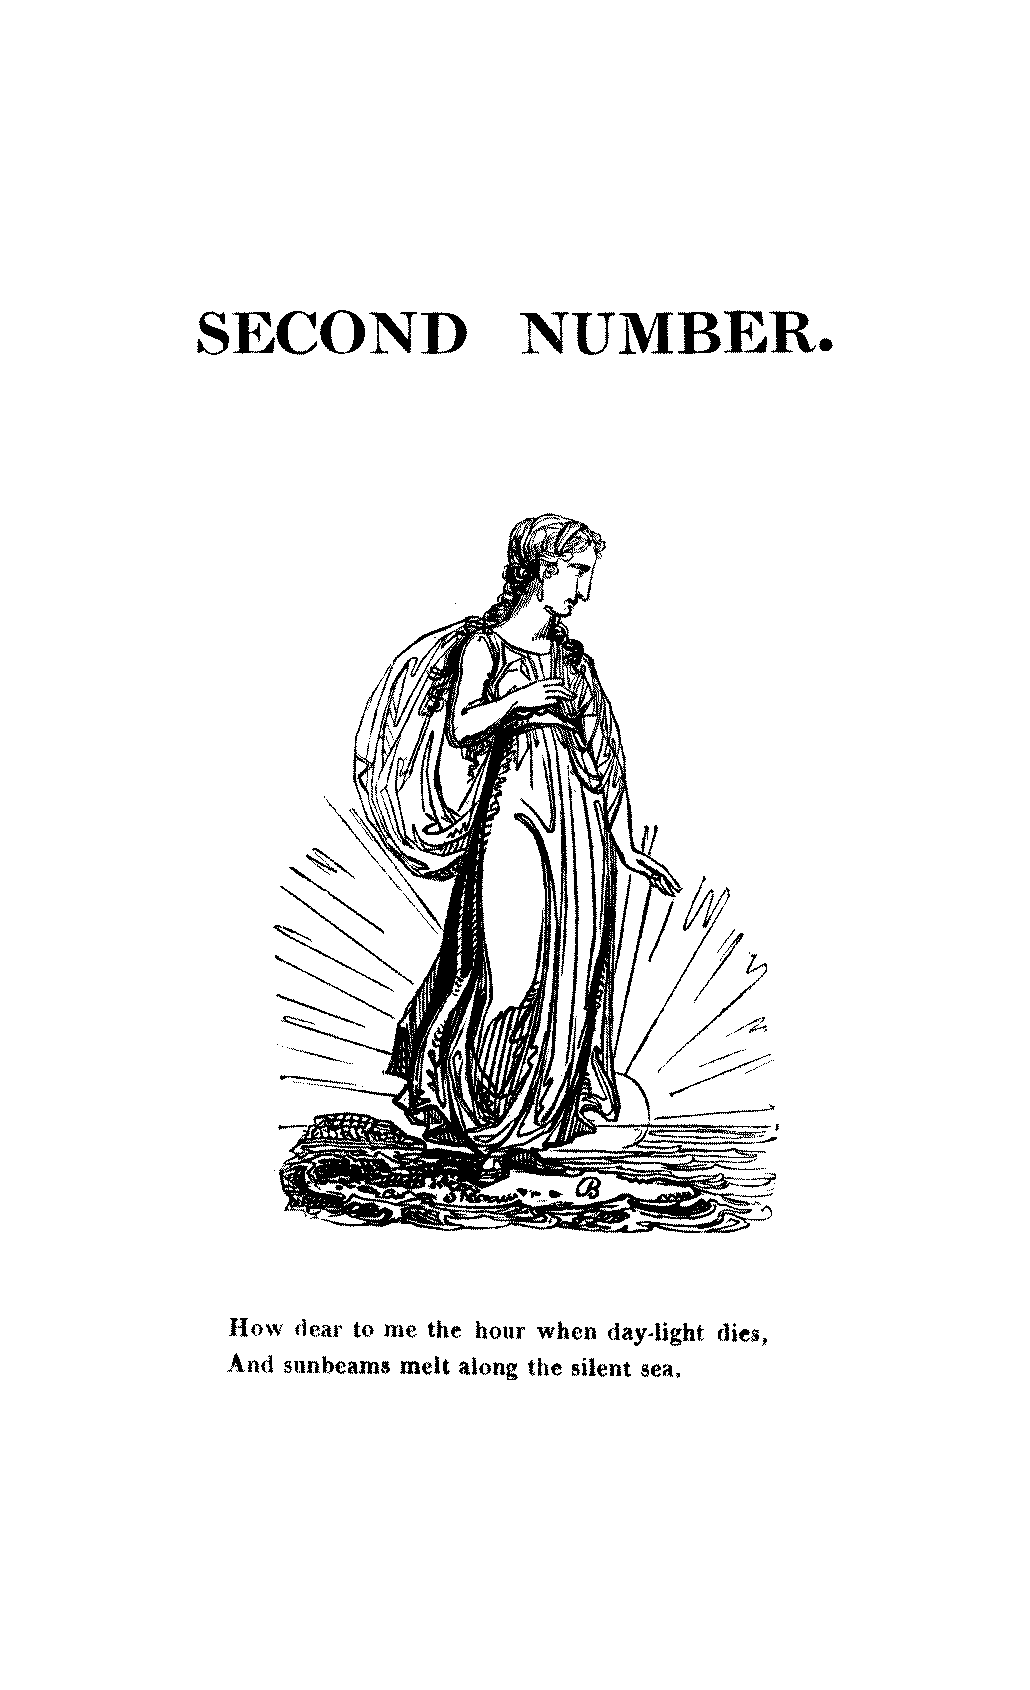 SECOND NUMBER.
B
How dear to me the hour when day-light dies,
And sunbeams melt along the silent sea.